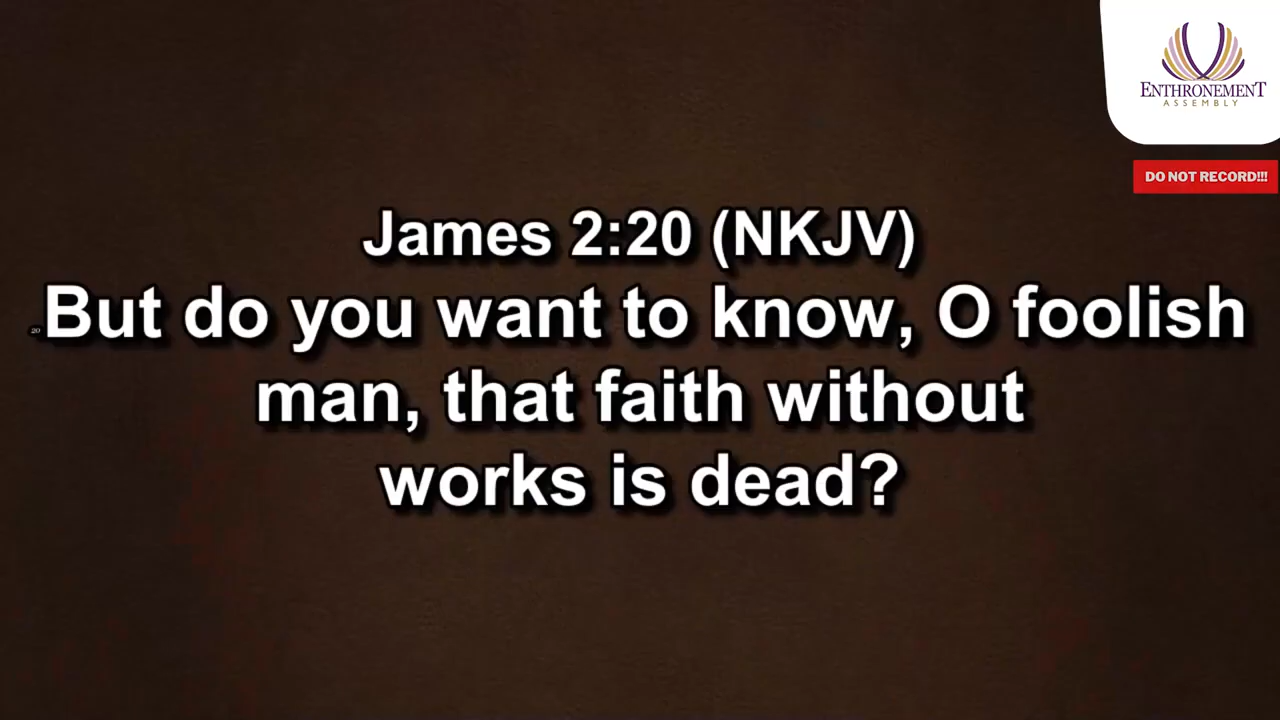 ENTHRONEMENT
ASSEMBLY
DO NOT RECORD!!!
James 2:20 (NKJV)
20 But do you want to know, O foolish
man, that faith without
works is dead?